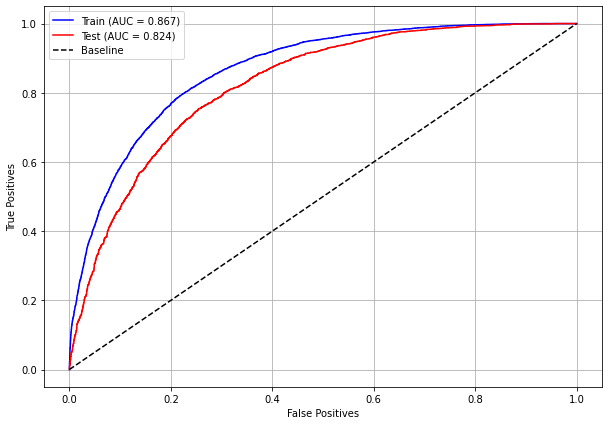 Train (AUC = 0.867)
Test (AUC = 0.824)
Baseline
True Positives
1.0
0.8
0.6
0.4
0.2
0.0
0.0 0.2 0.4 0.6 0.8 1.0
False Positives